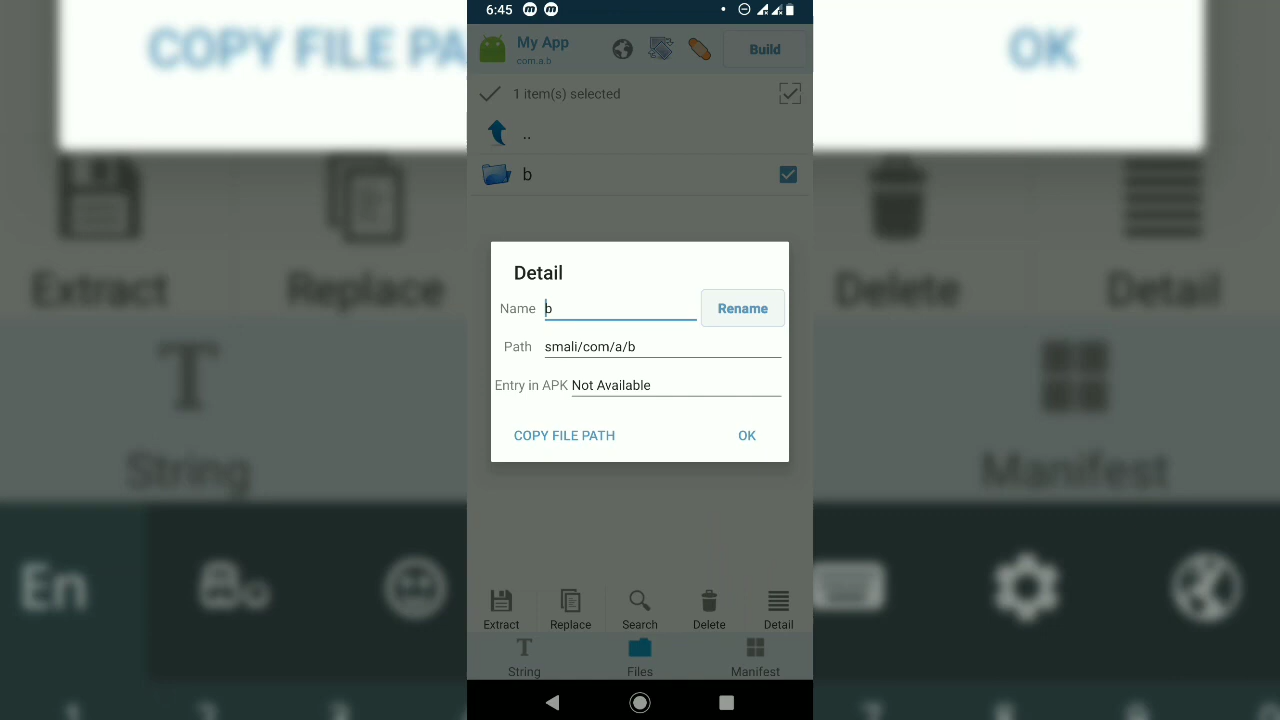 6:45
My App
com.a.b
Build
1 item(s) selected
..
b
Detail
Name b
Rename
Path smali/com/a/b
Entry in APK Not Available
COPY FILE PATH
OK
Extract
Replace
Search
Delete
Detail
String
Files
Manifest
COPY FILE PA
OK
Extract
Replace
Delete
Detail
String
Manifest
En